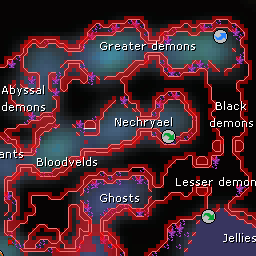 Greater demons
Abyssal
demons
Black
demons
Nechryael
ants
Bloodvelds
Lesser demon
Ghosts
Jellies